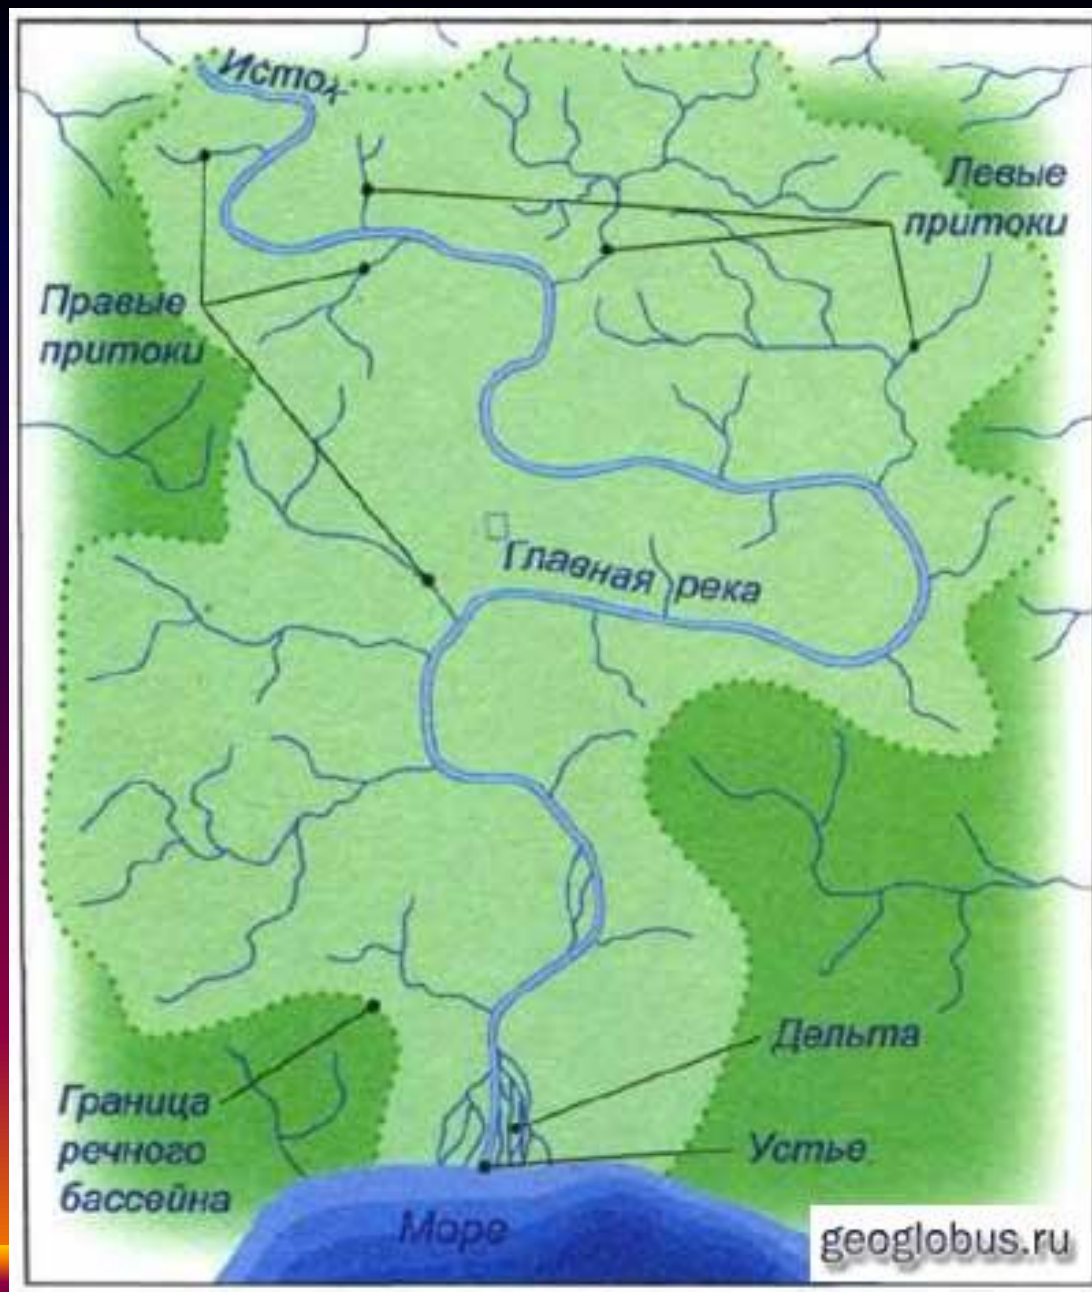 Исток
Левые
притоки
Правые
притоки
Главная река
Дельта
Граница
речного
бассейна
Устье
Море
geoglobus.ru